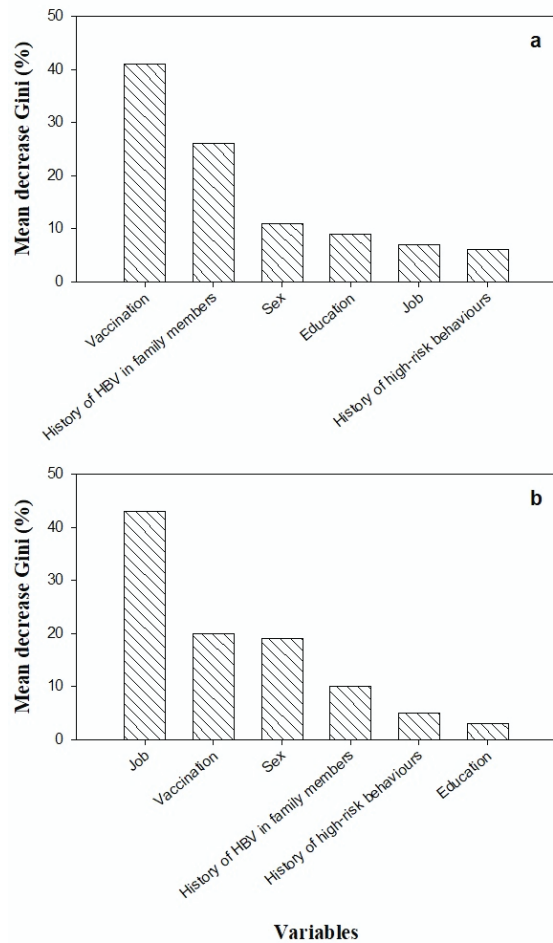 a
Mean decrease Gini (%)
50
40
30
20
10
0
Vaccination
History of HBV in family members
Sex
Education
Job
History of high-risk behaviours
b
Mean decrease Gini (%)
50
40
30
20
10
0
Job
Vaccination
Sex
History of HBV in family members
History of high-risk behaviours
Education
Variables